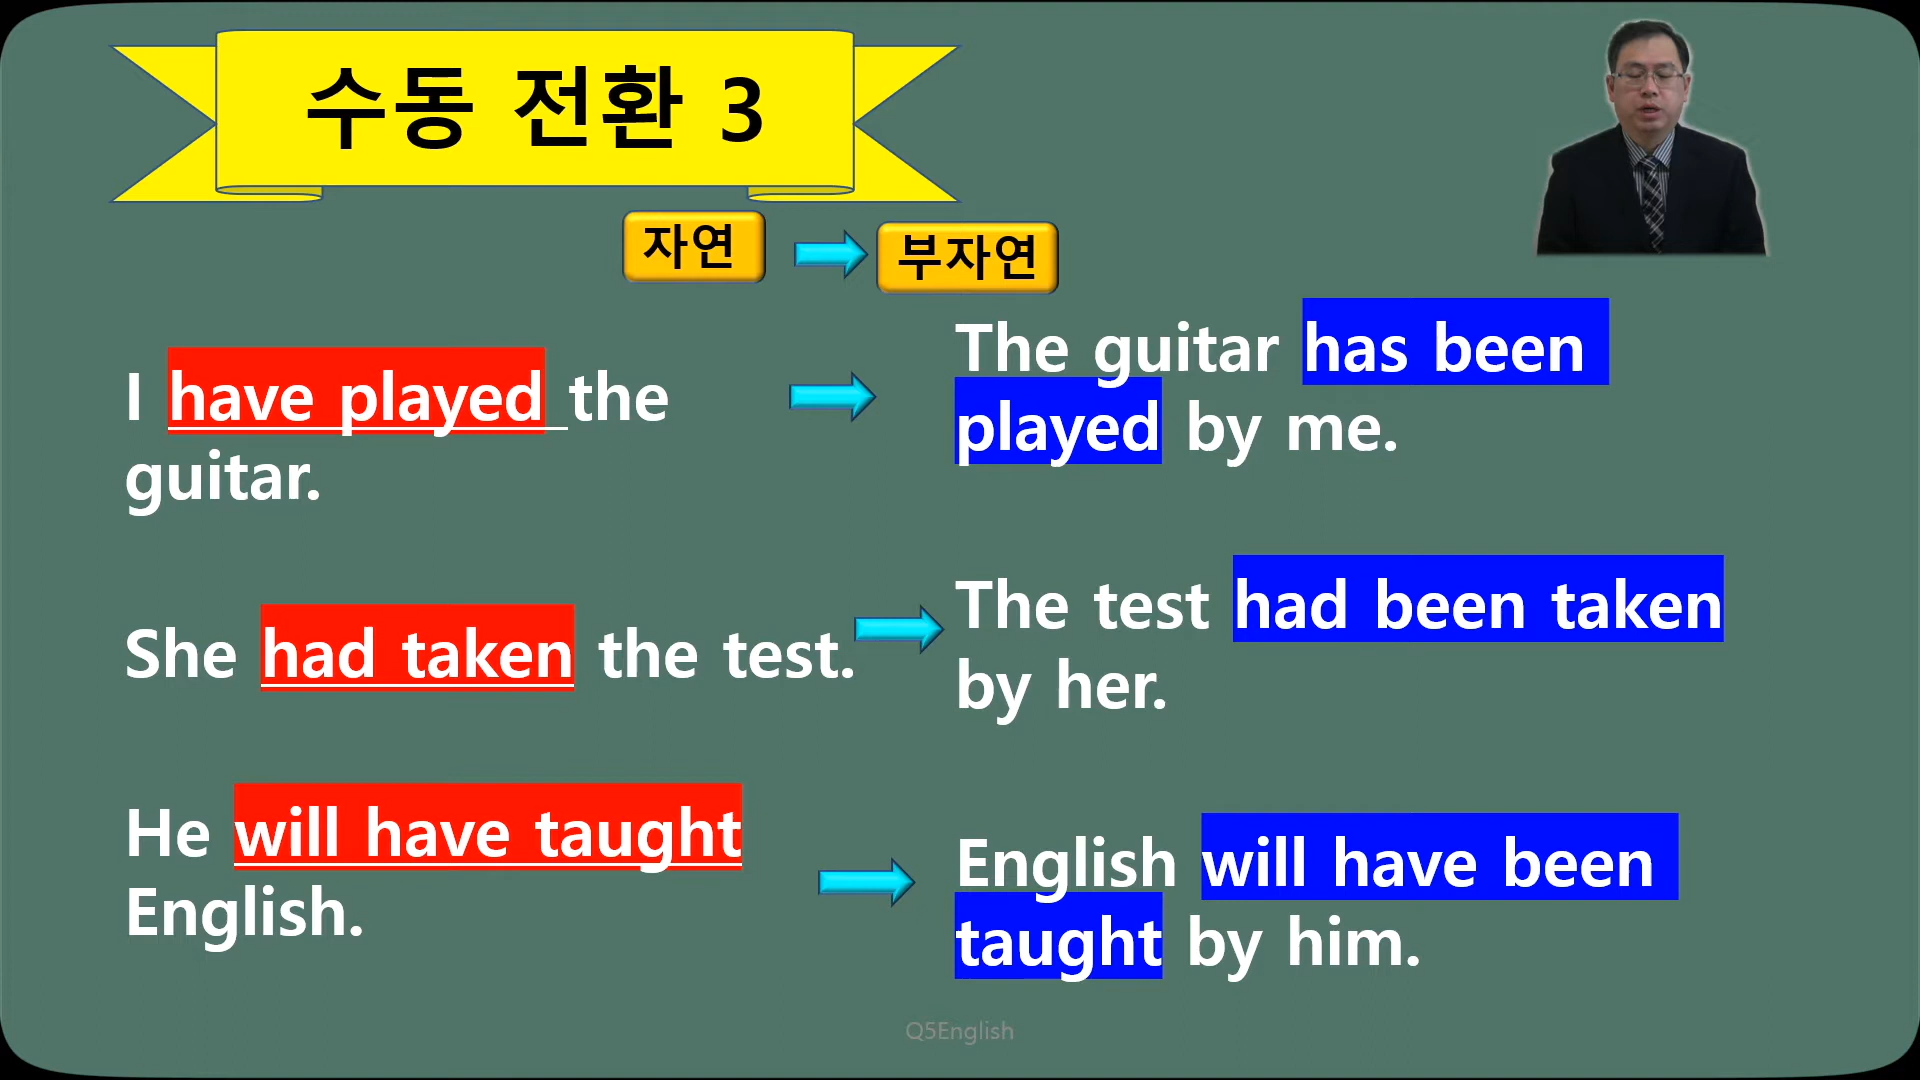 수동 전환 3
자연
부자연
I have played the
guitar.
The guitar has been
played by me.
She had taken the test.
The test had been taken
by her.
He will have taught
English.
English will have been
taught by him.
Q5English